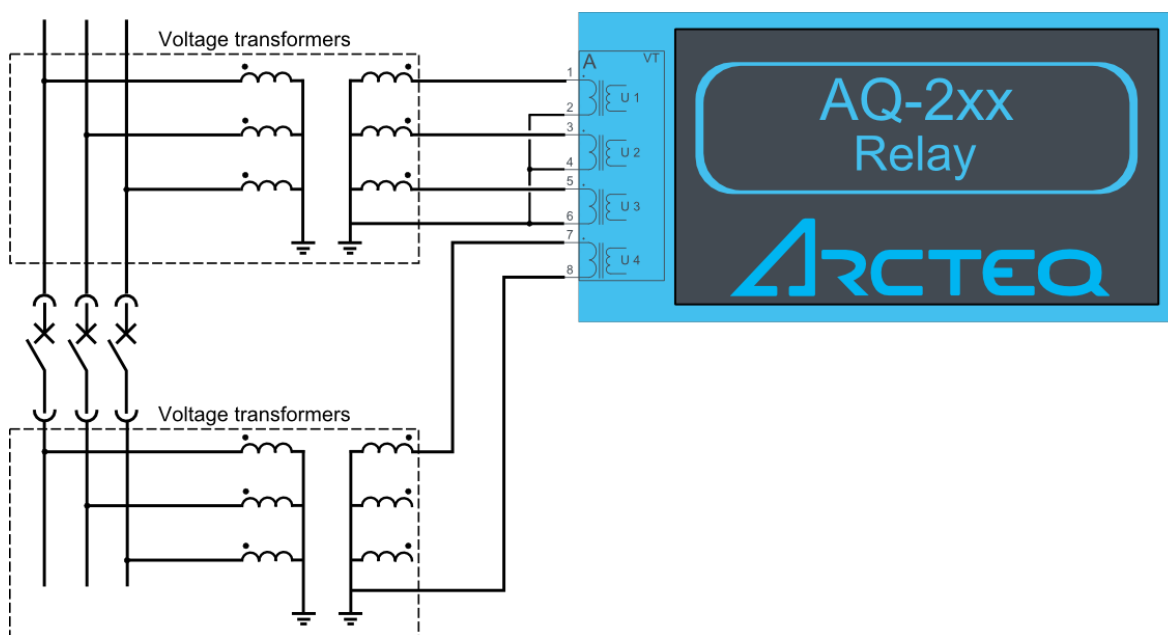 Voltage transformers
A
VT
1
U 1
2
3
U 2
4
5
U 3
6
7
U 4
8
AQ-2xx
Relay
ARCTEQ
Voltage transformers